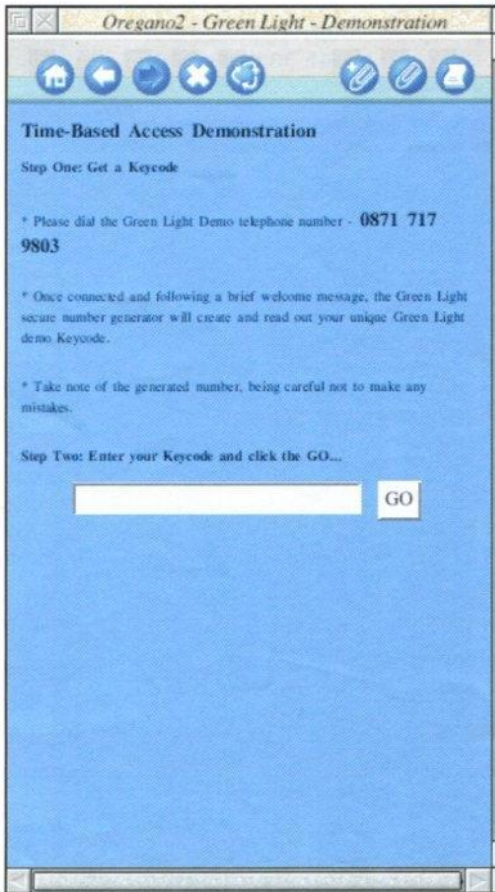 Oregano2 - Green Light - Demonstration
Time-Based Access Demonstration
Step One: Get a Keycode
* Please dial the Green Light Demo telephone number - 0871 717
9803
* Once connected and following a brief welcome message, the Green Light
secure number generator will create and read out your unique Green Light
demo Keycode.
* Take note of the generated number, being careful not to make any
mistakes.
Step Two: Enter your Keycode and click the GO...
GO